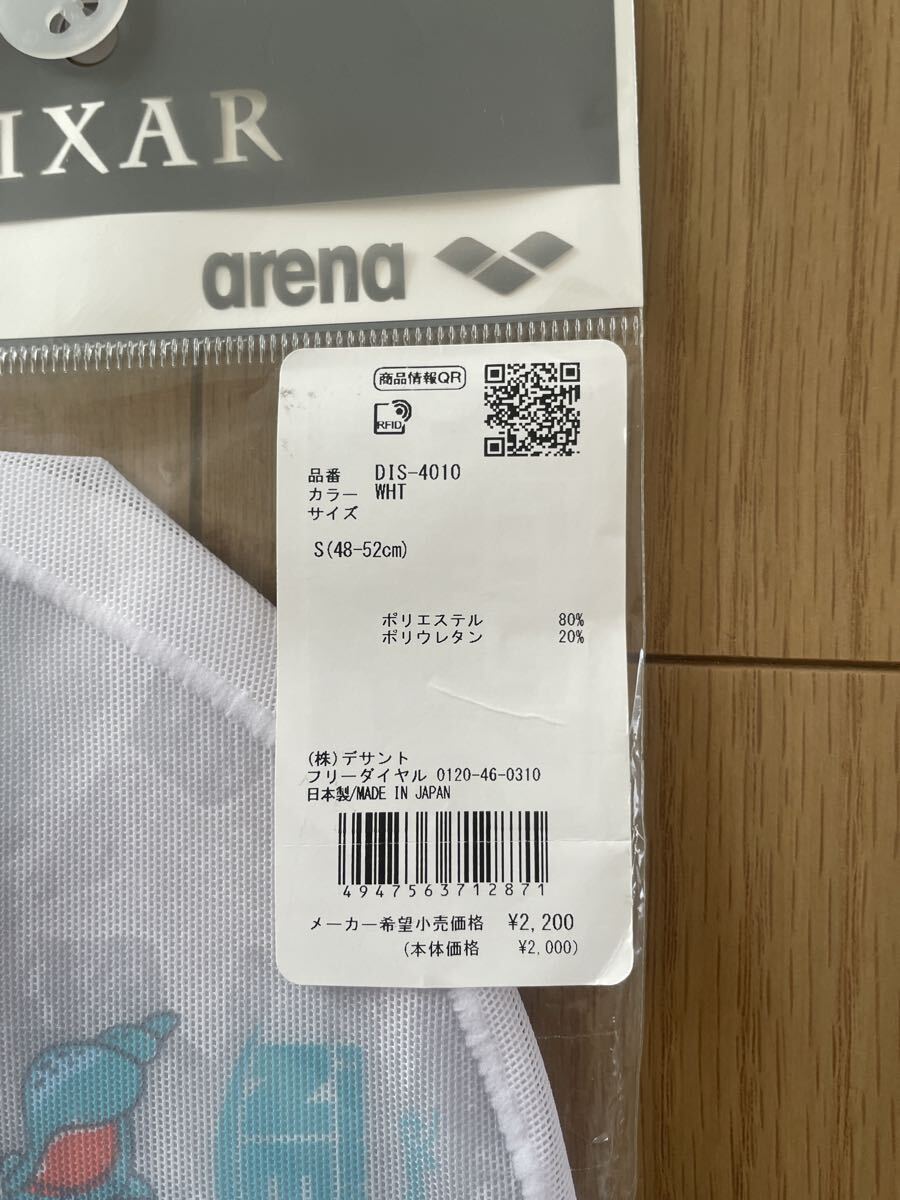 IXAR
arena
商品情報QR
RFID
品番 DIS-4010
カラー WHT
サイズ
S(48-52cm)
ポリエステル 80%
ポリウレタン 20%
(株)デサント
フリーダイヤル 0120-46-0310
日本製/MADE IN JAPAN
4947563712871
メーカー希望小売価格 ¥2,200
(本体価格 ¥2,000)